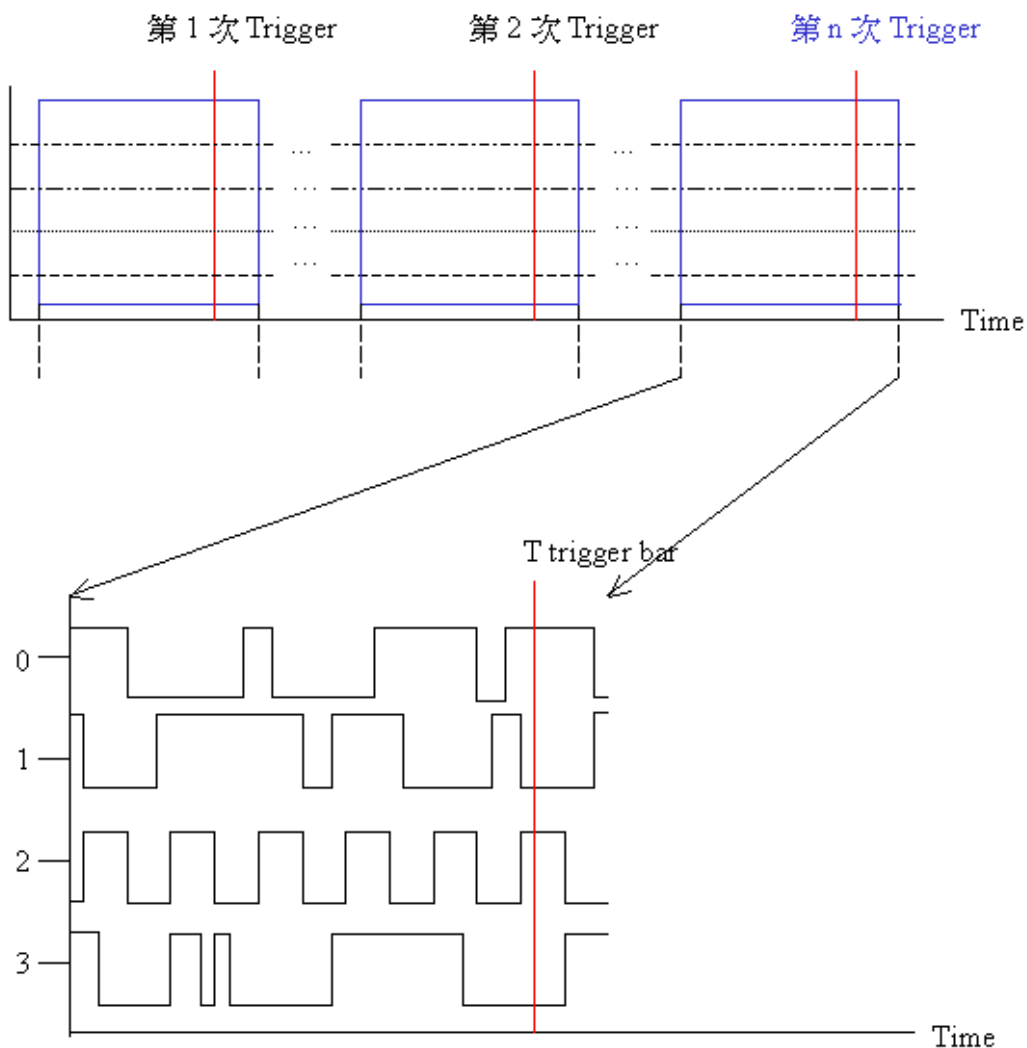 第 1 次 Trigger
第 2 次 Trigger
第 n 次 Trigger
... ...
... ...
... ...
... ...
Time
T trigger bar
0
1
2
3
Time